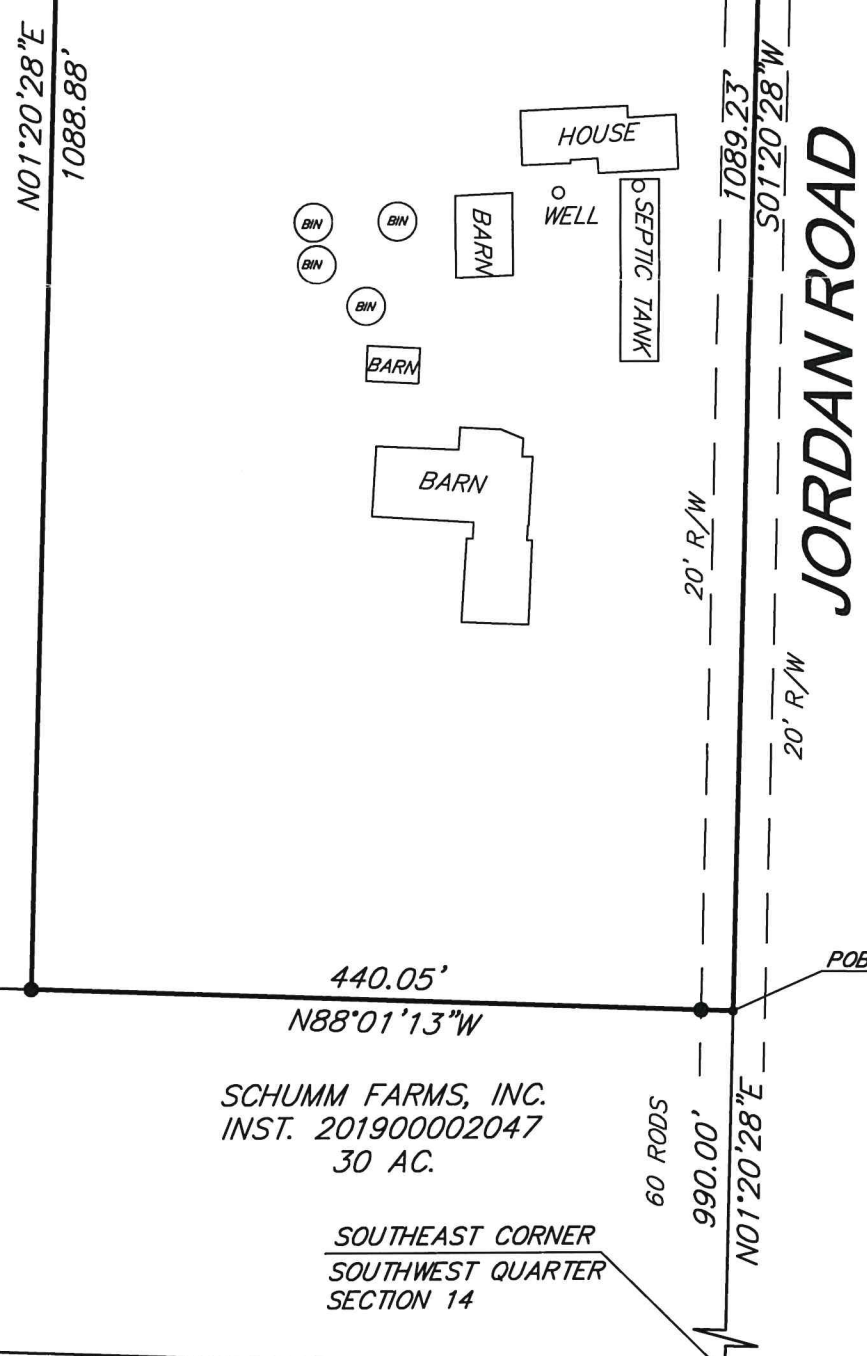 N01°20'28"E
1088.88'
HOUSE
1089.23'
S01°20'28"W
JORDAN ROAD
BIN
BIN
BIN
BIN
BARN
WELL
SEPTIC TANK
BARN
BARN
20' R/W
20' R/W
POB
440.05'
N88°01'13"W
SCHUMM FARMS, INC.
INST. 201900002047
30 AC.
60 RODS
990.00'
N01°20'28"E
SOUTHEAST CORNER
SOUTHWEST QUARTER
SECTION 14